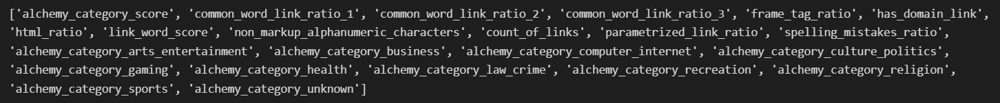 ['alchemy_category_score', 'common_word_link_ratio_1', 'common_word_link_ratio_2', 'common_word_link_ratio_3', 'frame_tag_ratio', 'has_domain_link',
'html_ratio', 'link_word_score', 'non_markup_alphanumeric_characters', 'count_of_links', 'parametrized_link_ratio', 'spelling_mistakes_ratio',
'alchemy_category_arts_entertainment', 'alchemy_category_business', 'alchemy_category_computer_internet', 'alchemy_category_culture_politics',
'alchemy_category_gaming', 'alchemy_category_health', 'alchemy_category_law_crime', 'alchemy_category_recreation', 'alchemy_category_religion',
'alchemy_category_sports', 'alchemy_category_unknown']